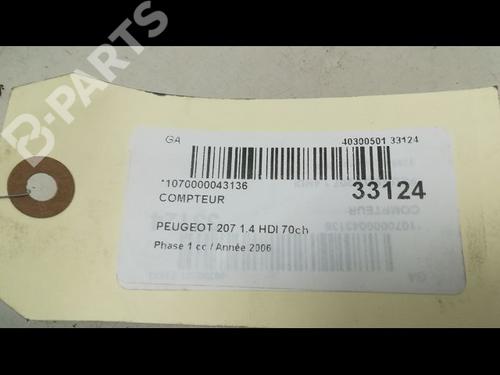 B-PARTS
GA 40300501 33124
*1070000043136 33124
COMPTEUR
PEUGEOT 207 1.4 HDI 70ch
Phase 1 cc / Année 2006